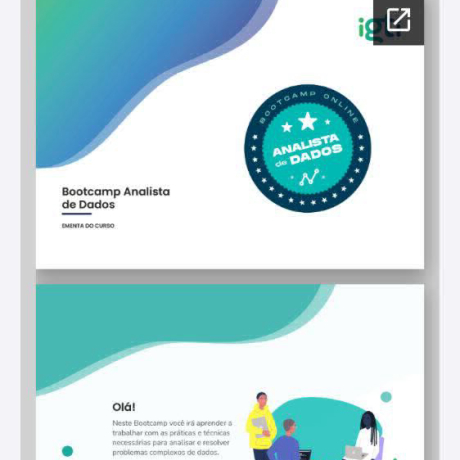 igti
BOOTCAMP ONLINE
ANALISTA
de DADOS
Bootcamp Analista
de Dados
EMENTA DO CURSO
Olá!
Neste Bootcamp você irá aprender a
trabalhar com as práticas e técnicas
necessárias para analisar e resolver
problemas complexos de dados.